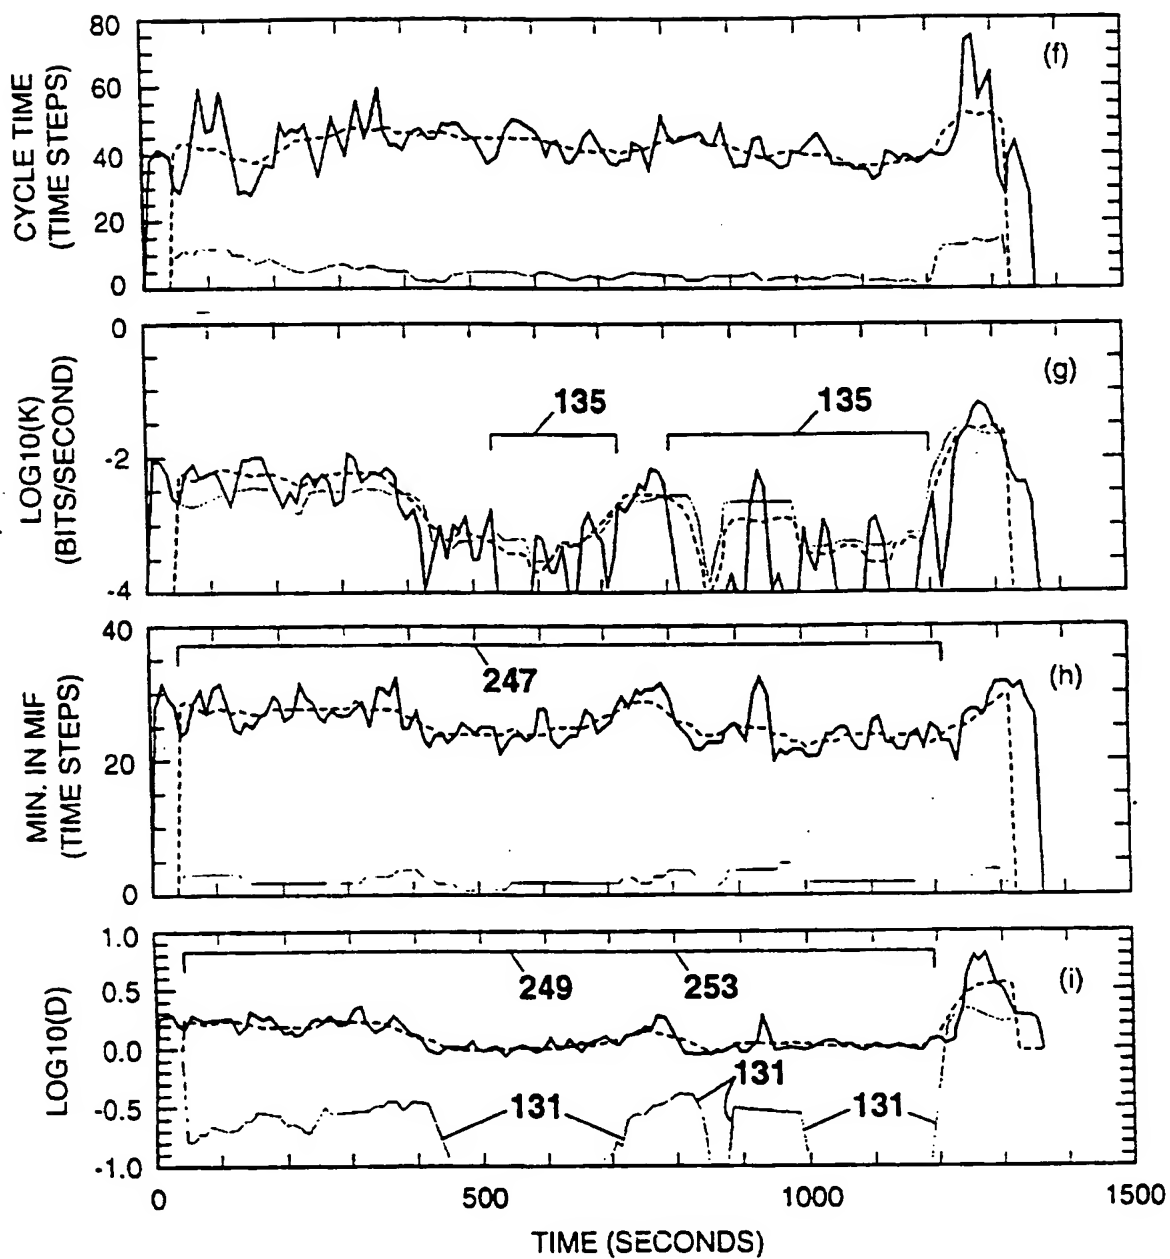 CYCLE TIME
(TIME STEPS)
80
60
40
20
0
(f)
LOG10(K)
(BITS/SECOND)
0
-2
-4
135
135
(g)
MIN. IN MIF
(TIME STEPS)
40
20
0
247
(h)
LOG10(D)
1.0
0.5
0.0
-0.5
-1.0
249
253
(i)
131
131
131
0
500
1000
1500
TIME (SECONDS)